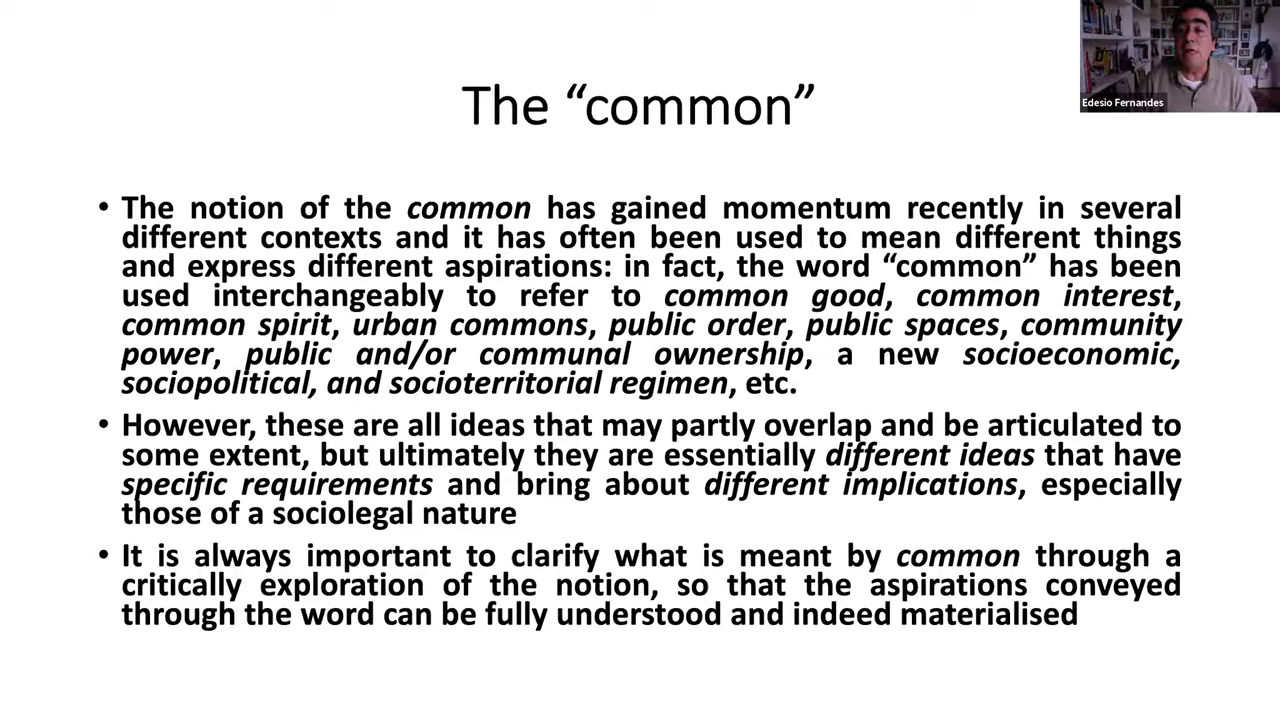 Edesio Fernandes
The “common”
• The notion of the common has gained momentum recently in several
different contexts and it has often been used to mean different things
and express different aspirations: in fact, the word “common” has been
used interchangeably to refer to common good, common interest,
common spirit, urban commons, public order, public spaces, community
power, public and/or communal ownership, a new socioeconomic,
sociopolitical, and socioterritorial regimen, etc.
• However, these are all ideas that may partly overlap and be articulated to
some extent, but ultimately they are essentially different ideas that have
specific requirements and bring about different implications, especially
those of a sociolegal nature
• It is always important to clarify what is meant by common through a
critically exploration of the notion, so that the aspirations conveyed
through the word can be fully understood and indeed materialised